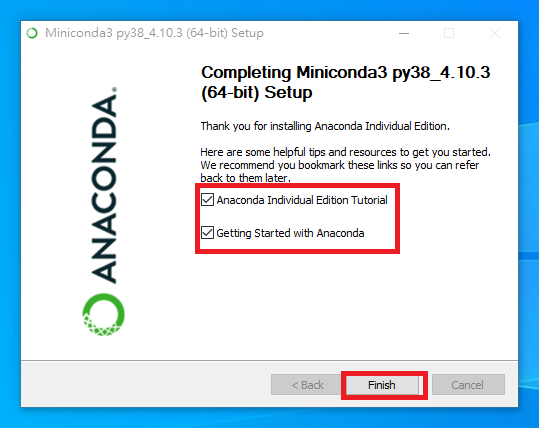 Miniconda3 py38_4.10.3 (64-bit) Setup
ANACONDA.
Completing Miniconda3 py38_4.10.3
(64-bit) Setup
Thank you for installing Anaconda Individual Edition.
Here are some helpful tips and resources to get you started.
We recommend you bookmark these links so you can refer
back to them later.
Anaconda Individual Edition Tutorial
Getting Started with Anaconda
< Back
Finish
Cancel